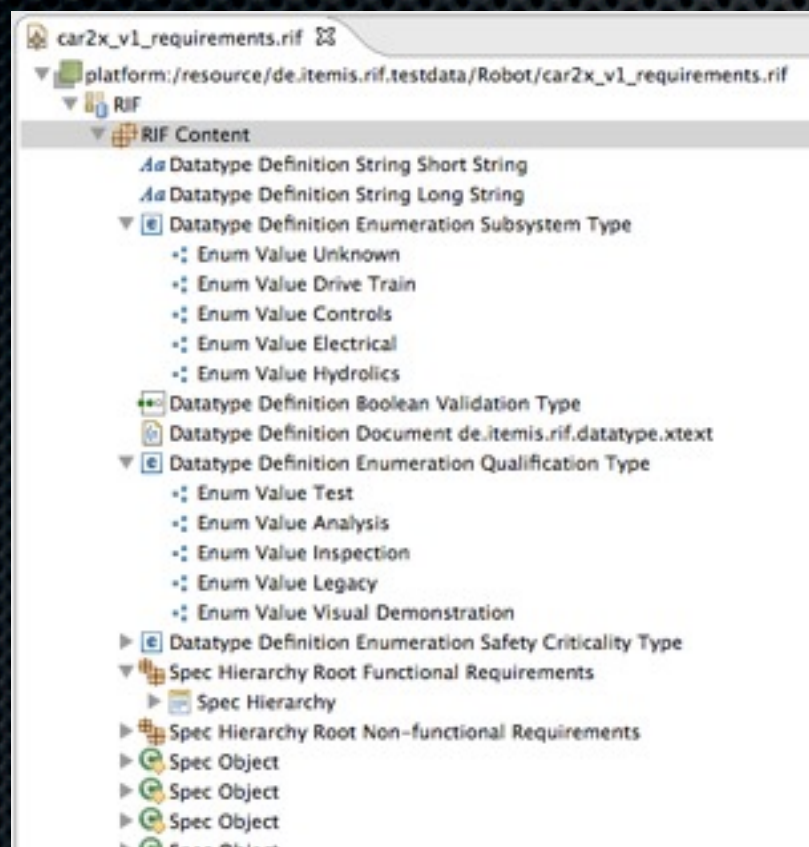 car2x_v1_requirements.rif
platform:/resource/de.itemis.rif.testdata/Robot/car2x_v1_requirements.rif
RIF
RIF Content
Datatype Definition String Short String
Datatype Definition String Long String
Datatype Definition Enumeration Subsystem Type
Enum Value Unknown
Enum Value Drive Train
Enum Value Controls
Enum Value Electrical
Enum Value Hydrolics
Datatype Definition Boolean Validation Type
Datatype Definition Document de.itemis.rif.datatype.xtext
Datatype Definition Enumeration Qualification Type
Enum Value Test
Enum Value Analysis
Enum Value Inspection
Enum Value Legacy
Enum Value Visual Demonstration
Datatype Definition Enumeration Safety Criticality Type
Spec Hierarchy Root Functional Requirements
Spec Hierarchy
Spec Hierarchy Root Non-functional Requirements
Spec Object
Spec Object
Spec Object